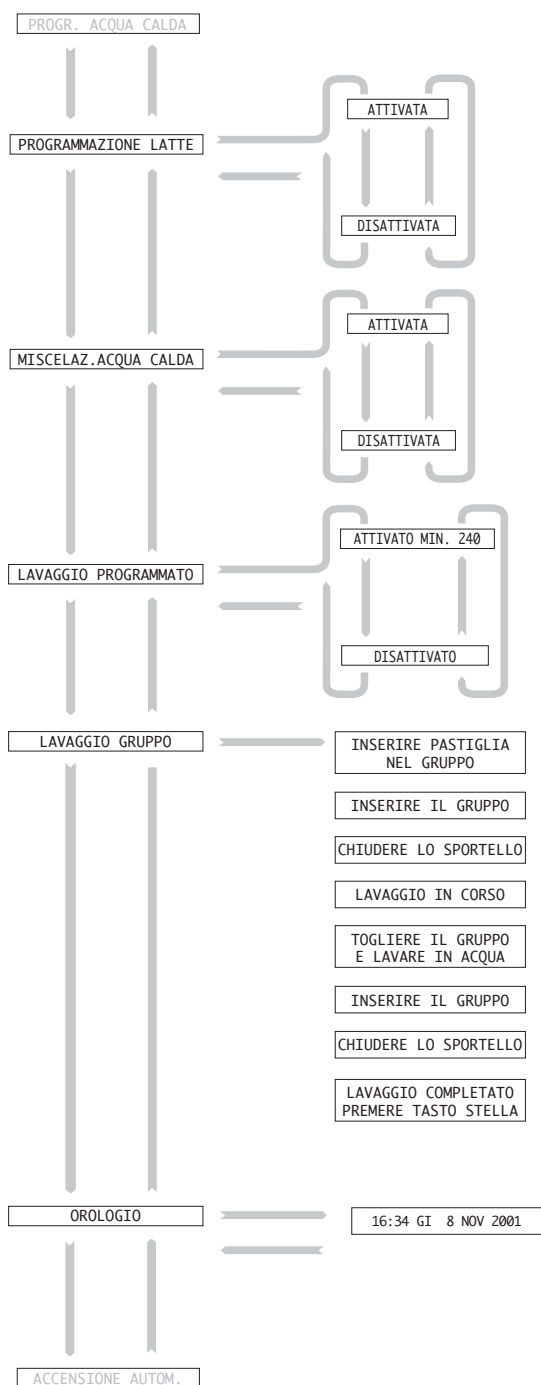 PROGR. ACQUA CALDA
PROGRAMMAZIONE LATTE
ATTIVATA
DISATTIVATA
MISCELAZ.ACQUA CALDA
ATTIVATA
DISATTIVATA
LAVAGGIO PROGRAMMATO
ATTIVATO MIN. 240
DISATTIVATO
LAVAGGIO GRUPPO
INSERIRE PASTIGLIA
NEL GRUPPO
INSERIRE IL GRUPPO
CHIUDERE LO SPORTELLO
LAVAGGIO IN CORSO
TOGLIERE IL GRUPPO
E LAVARE IN ACQUA
INSERIRE IL GRUPPO
CHIUDERE LO SPORTELLO
LAVAGGIO COMPLETATO
PREMERE TASTO STELLA
OROLOGIO
16:34 GI 8 NOV 2001
ACCENSIONE AUTOM.